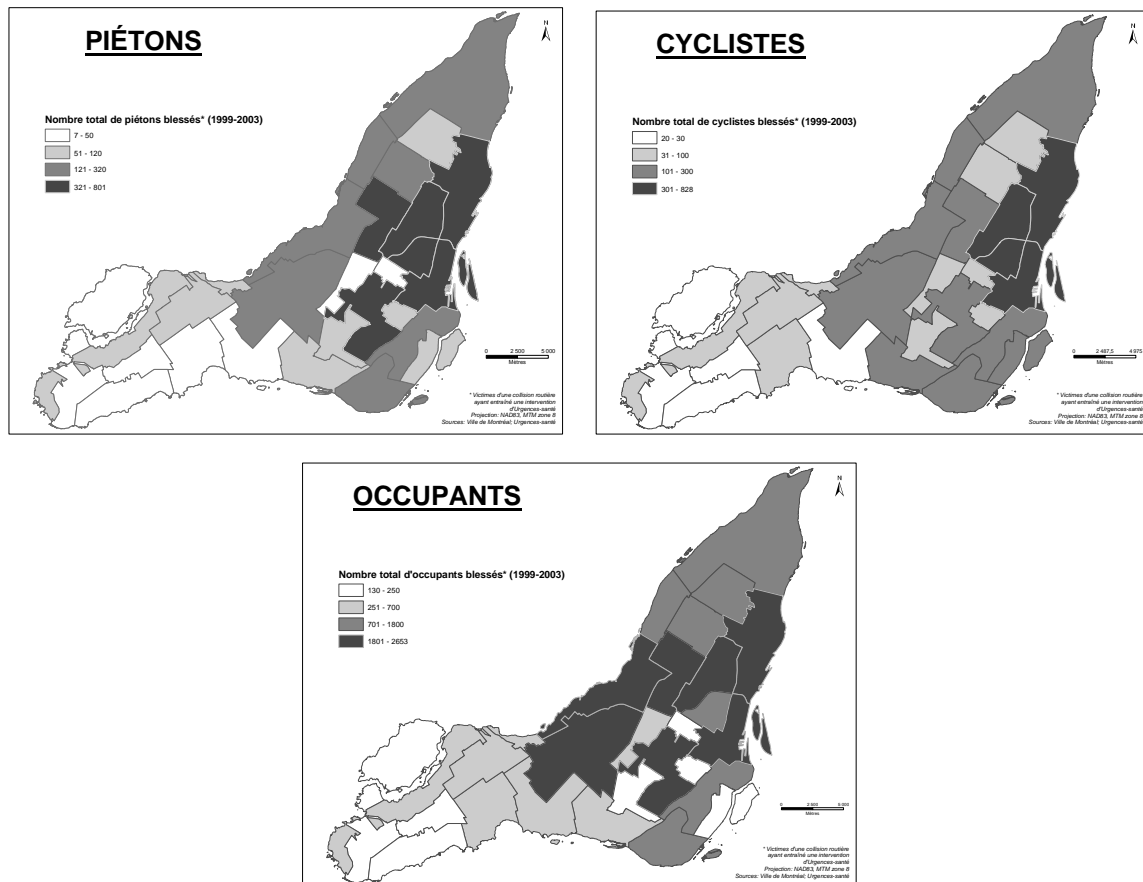 PIÉTONS
N
Nombre total de piétons blessés* (1999-2003)
7 - 50
51 - 120
121 - 320
321 - 801
0 2 500 5 000
Mètres
* Victimes d'une collision routière
ayant entraîné une intervention
d'Urgences-santé
Projection: NAD83, MTM zone 8
Sources: Ville de Montréal; Urgences-santé
CYCLISTES
N
Nombre total de cyclistes blessés* (1999-2003)
20 - 30
31 - 100
101 - 300
301 - 828
0 2 487,5 4 975
Mètres
* Victimes d'une collision routière
ayant entraîné une intervention
d'Urgences-santé
Projection: NAD83, MTM zone 8
Sources: Ville de Montréal; Urgences-santé
OCCUPANTS
N
Nombre total d'occupants blessés* (1999-2003)
130 - 250
251 - 700
701 - 1800
1801 - 2653
0 2 500 5 000
Mètres
* Victimes d'une collision routière
ayant entraîné une intervention
d'Urgences-santé
Projection: NAD83, MTM zone 8
Sources: Ville de Montréal; Urgences-santé